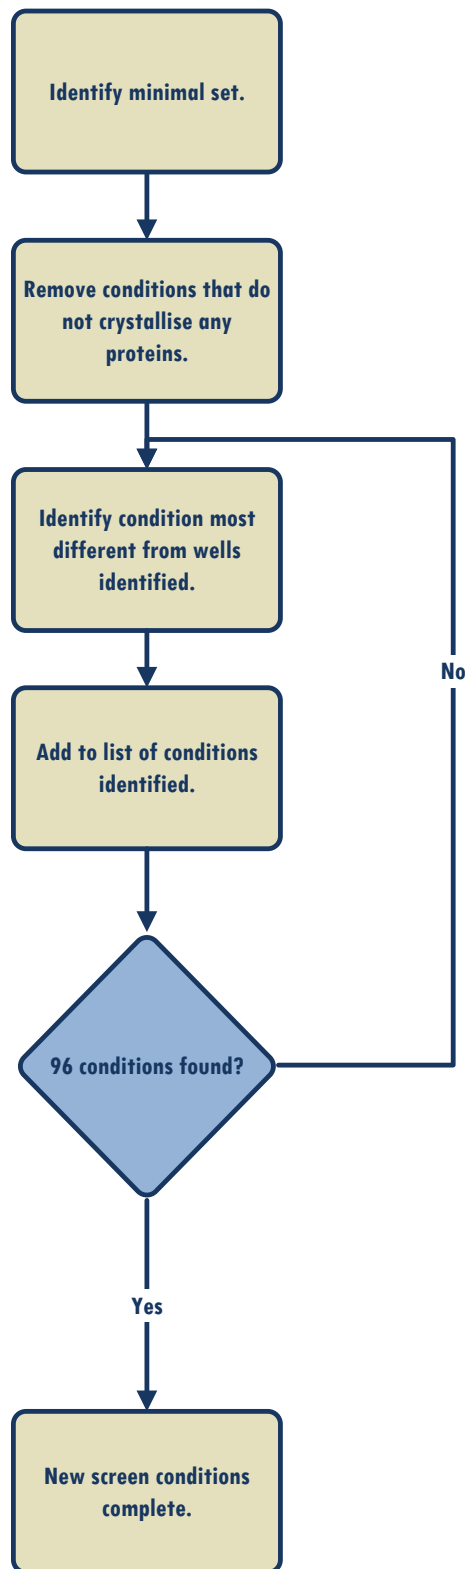 Identify minimal set.
Remove conditions that do
not crystallise any
proteins.
Identify condition most
different from wells
identified.
No
Add to list of conditions
identified.
96 conditions found?
Yes
New screen conditions
complete.